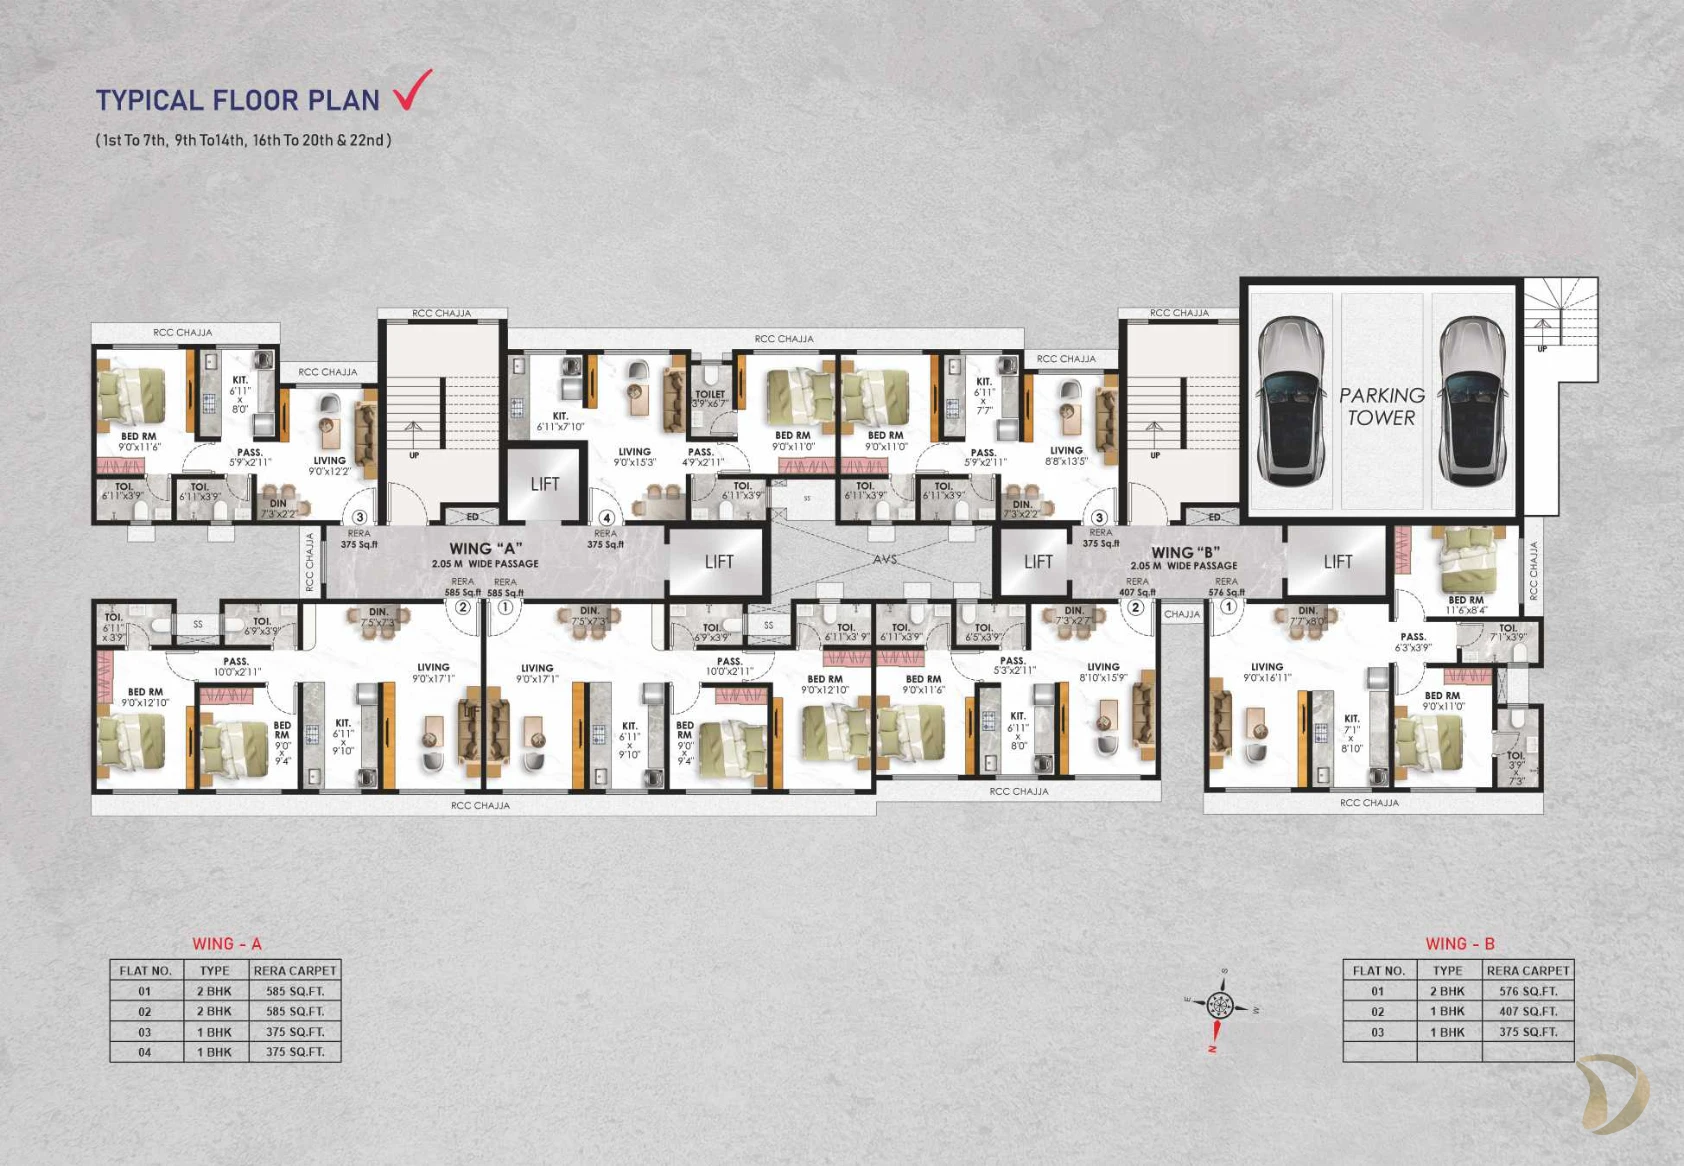 TYPICAL FLOOR PLAN
( 1st To 7th, 9th To14th, 16th To 20th & 22nd )
RCC CHAJJA
RCC CHAJJA
RCC CHAJJA
RCC CHAJJA
RCC CHAJJA
RCC CHAJJA
BED RM
9'0"x11'6"
KIT.
6'11"
x
8'0"
PASS.
5'9"x2'11"
LIVING
9'0"x12'2"
TOI.
6'11"x3'9"
TOI.
6'11"x3'9"
DIN
7'3"x2'2"
3
RERA
375 Sq.ft
UP
ED
LIFT
KIT.
6'11"x7'10"
LIVING
9'0"x15'3"
4
RERA
375 Sq.ft
TOILET
3'9"x6'7"
PASS.
4'9"x2'11"
BED RM
9'0"x11'0"
TOI.
6'11"x3'9"
SS
BED RM
9'0"x11'0"
KIT.
6'11"
x
7'7"
PASS.
5'9"x2'11"
LIVING
8'8"x13'5"
TOI.
6'11"x3'9"
TOI.
6'11"x3'9"
DIN.
7'3"x2'2"
3
RERA
375 Sq.ft
UP
ED
PARKING
TOWER
UP
RCC CHAJJA
WING "A"
2.05 M WIDE PASSAGE
LIFT
AVS
LIFT
WING "B"
2.05 M WIDE PASSAGE
LIFT
RERA
585 Sq.ft
2
RERA
585 Sq.ft
1
RERA
407 Sq.ft
2
RERA
576 Sq.ft
1
CHAJJA
BED RM
11'6"x8'4"
RCC CHAJJA
TOI.
6'11"
x 3'9"
SS
TOI.
6'9"x3'9"
DIN.
7'5"x7'3"
PASS.
10'0"x2'11"
LIVING
9'0"x17'1"
BED RM
9'0"x12'10"
BED
RM
9'0"
x
9'4"
KIT.
6'11"
x
9'10"
DIN.
7'5"x7'3"
LIVING
9'0"x17'1"
KIT.
6'11"
x
9'10"
TOI.
6'9"x3'9"
SS
TOI.
6'11"x3'9"
PASS.
10'0"x2'11"
BED
RM
9'0"
x
9'4"
BED RM
9'0"x12'10"
TOI.
6'11"x3'9"
TOI.
6'5"x3'9"
DIN.
7'3"x2'7"
BED RM
9'0"x11'6"
PASS.
5'3"x2'11"
LIVING
8'10"x15'9"
KIT.
6'11"
x
8'0"
DIN.
7'7"x8'0"
LIVING
9'0"x16'11"
KIT.
7'1"
x
8'10"
PASS.
6'3"x3'9"
TOI.
7'1"x3'9"
BED RM
9'0"x11'0"
TOI.
3'9"
x
7'3"
RCC CHAJJA
RCC CHAJJA
RCC CHAJJA
WING - A
FLAT NO. TYPE RERA CARPET
01 2 BHK 585 SQ.FT.
02 2 BHK 585 SQ.FT.
03 1 BHK 375 SQ.FT.
04 1 BHK 375 SQ.FT.
S
E
W
N
WING - B
FLAT NO. TYPE RERA CARPET
01 2 BHK 576 SQ.FT.
02 1 BHK 407 SQ.FT.
03 1 BHK 375 SQ.FT.